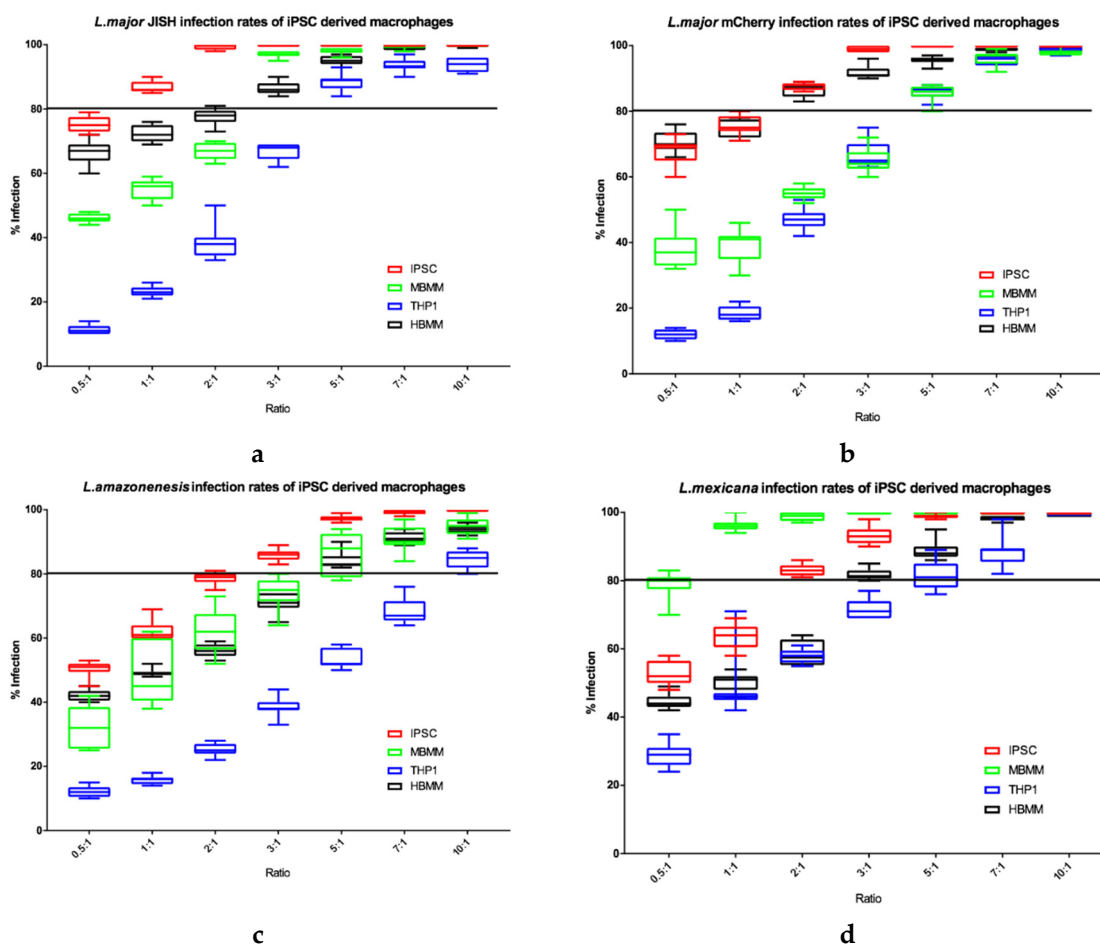 L.major JISH infection rates of iPSC derived macrophages
100
80
60
40
20
0
% Infection
IPSC
MBMM
THP1
HBMM
0.5:1
1:1
2:1
3:1
5:1
7:1
10:1
Ratio
a
L.major mCherry infection rates of iPSC derived macrophages
100
80
60
40
20
0
% Infection
IPSC
MBMM
THP1
HBMM
0.5:1
1:1
2:1
3:1
5:1
7:1
10:1
Ratio
b
L.amazonenesis infection rates of iPSC derived macrophages
100
80
60
40
20
0
% Infection
IPSC
MBMM
THP1
HBMM
0.5:1
1:1
2:1
3:1
5:1
7:1
10:1
Ratio
c
L.mexicana infection rates of iPSC derived macrophages
100
80
60
40
20
0
% Infection
IPSC
MBMM
THP1
HBMM
0.5:1
1:1
2:1
3:1
5:1
7:1
10:1
Ratio
d